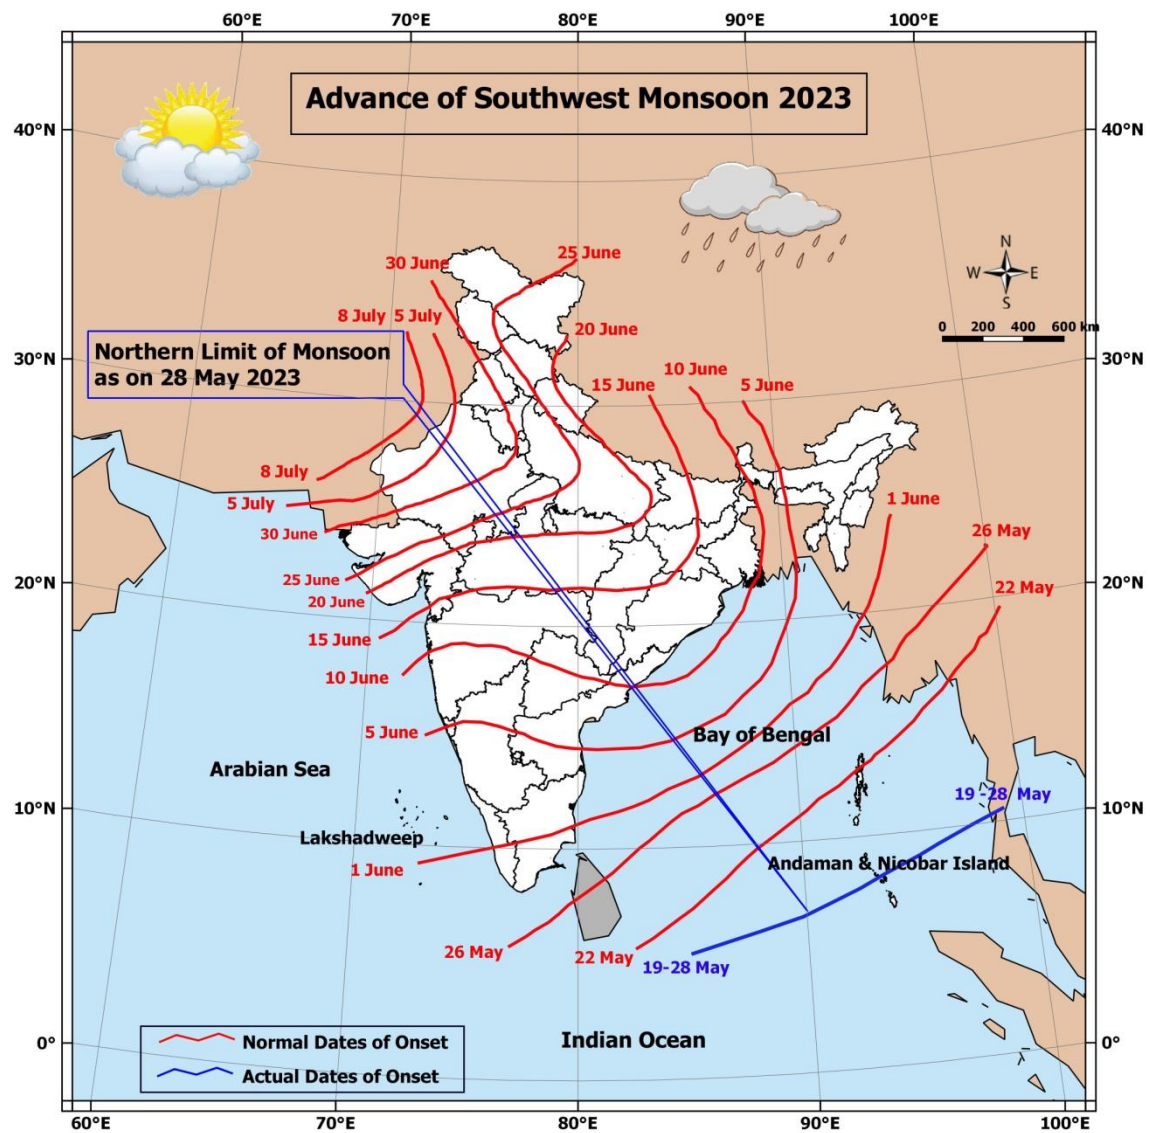 60°E 70°E 80°E 90°E 100°E
Advance of Southwest Monsoon 2023
40°N 40°N
N
W E
S
0 200 400 600 km
30 June 25 June
8 July 5 July
20 June
Northern Limit of Monsoon
as on 28 May 2023
30°N 30°N
15 June 10 June 5 June
8 July
5 July
1 June
30 June
26 May
25 June
20°N 20°N
22 May
20 June
15 June
10 June
5 June
Bay of Bengal
Arabian Sea
19 -28 May
10°N 10°N
Lakshadweep
1 June
Andaman & Nicobar Island
26 May
22 May
19-28 May
Indian Ocean
0° 0°
Normal Dates of Onset
Actual Dates of Onset
60°E 70°E 80°E 90°E 100°E